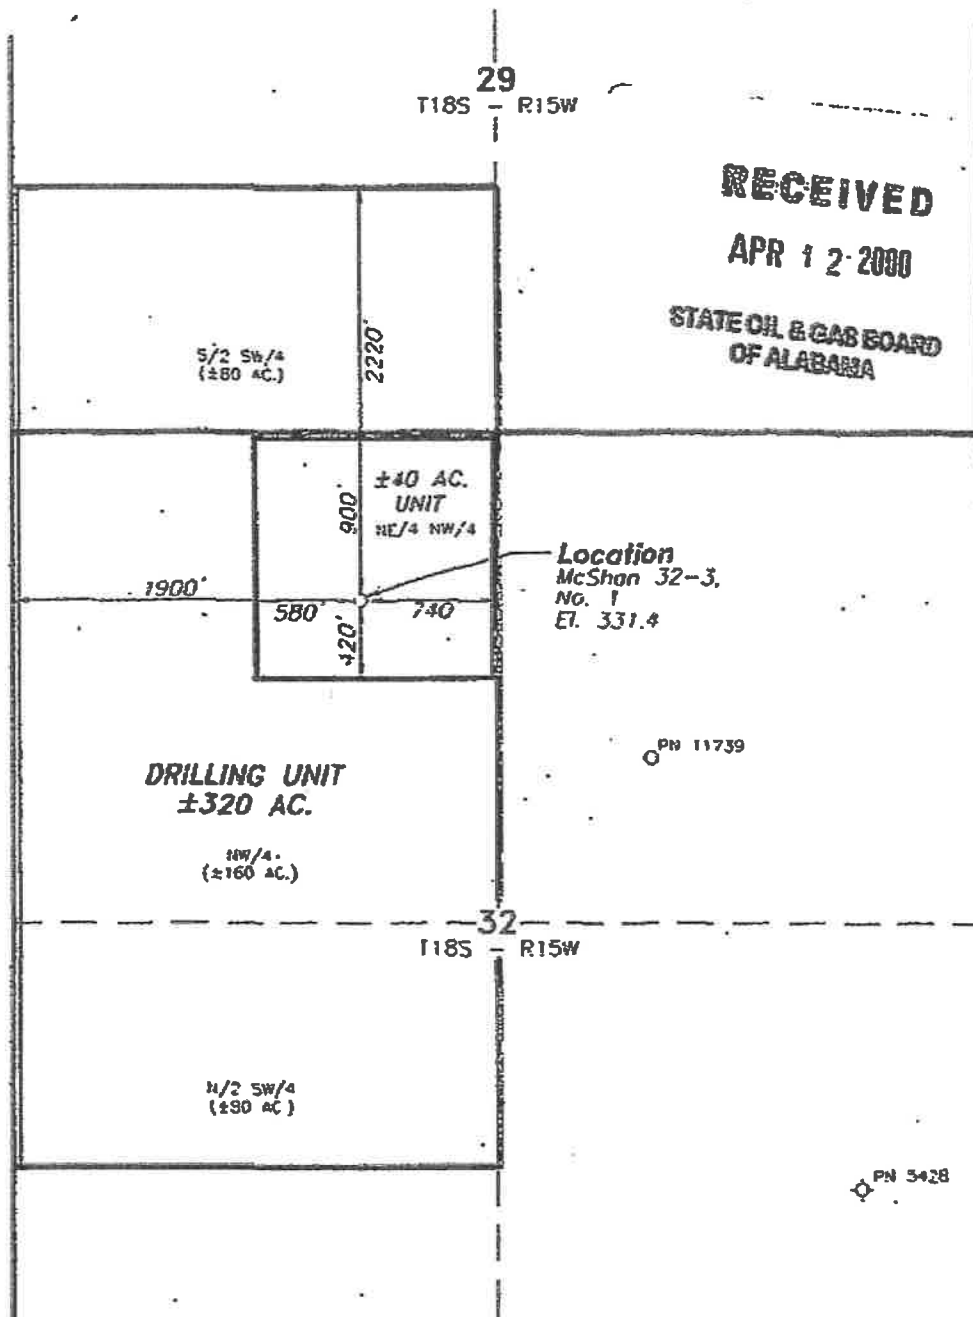 29
T18S - R15W
RECEIVED
APR 12 2000
STATE OIL & GAS BOARD
OF ALABAMA
S/2 SW/4
(±80 AC.)
2220'
±40 AC.
UNIT
NE/4 NW/4
900'
Location
McShan 32-3,
No. 1
El. 331.4
1900'
580'
740'
420'
PN 11739
DRILLING UNIT
±320 AC.
NW/4
(±160 AC.)
32
T18S - R15W
N/2 SW/4
(±80 AC)
PN 5428